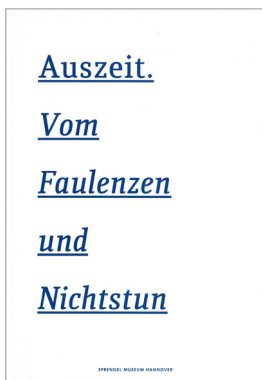 Auszeit.
Vom
Faulenzen
und
Nichtstun
SPRENGEL MUSEUM HANNOVER